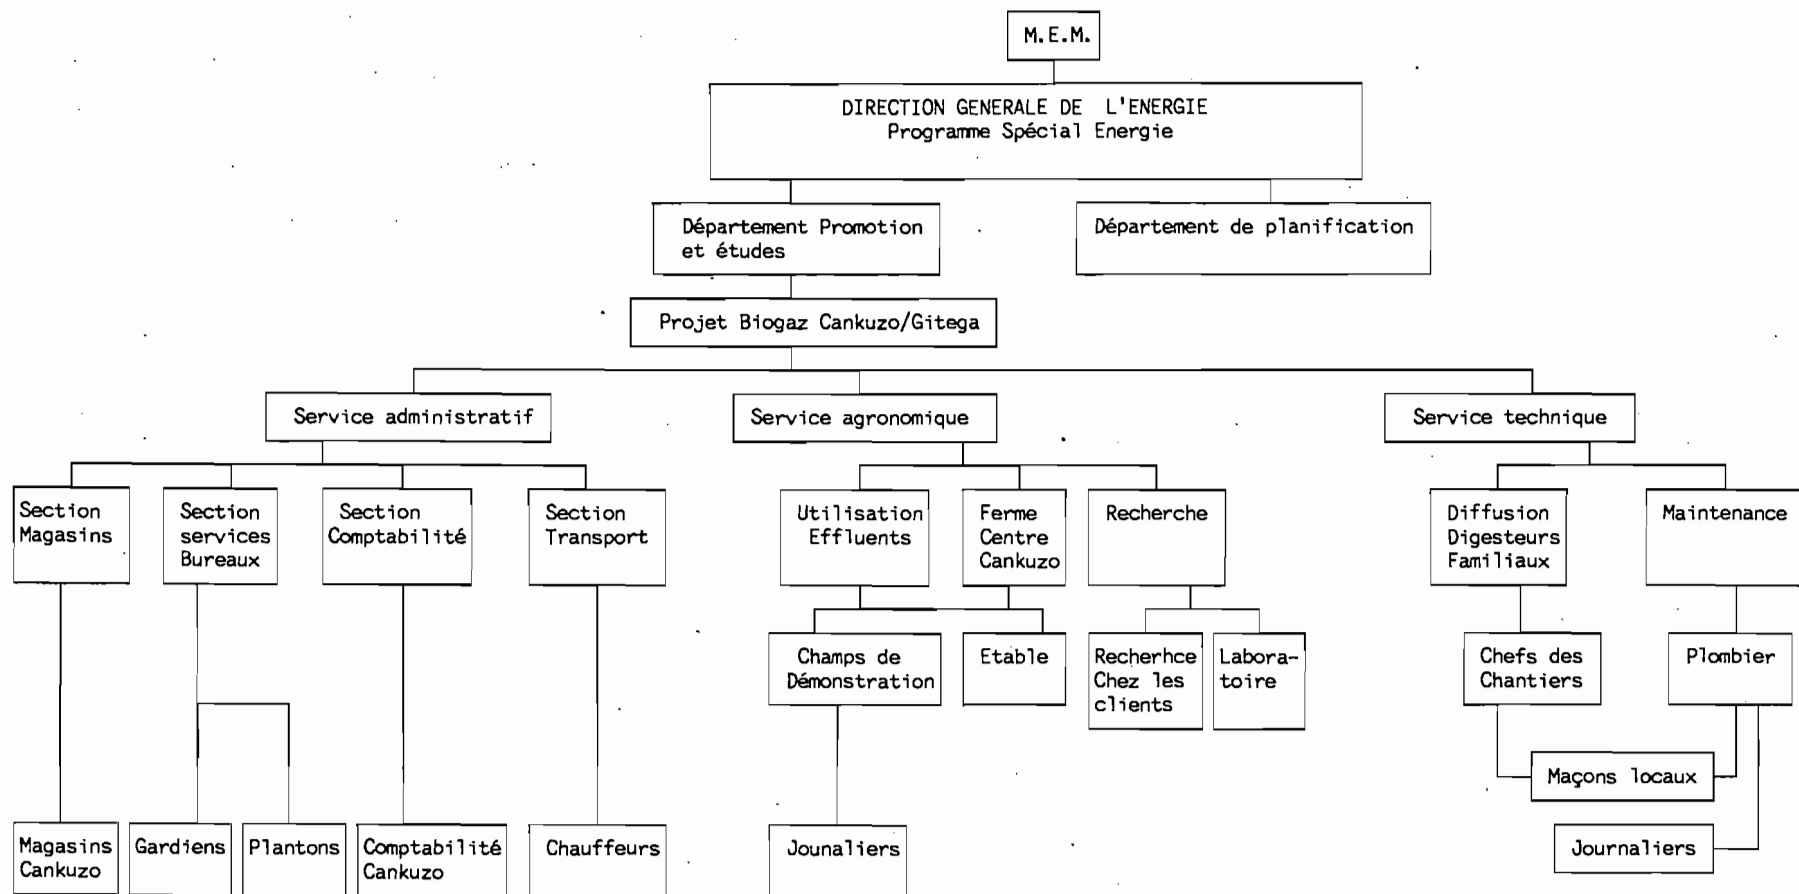 M.E.M.
DIRECTION GENERALE DE L'ENERGIE
Programme Spécial Energie
Département Promotion
et études
Département de planification
Projet Biogaz Cankuzo/Gitega
Service administratif
Service agronomique
Service technique
Section
Magasins
Section
services
Bureaux
Section
Comptabilité
Section
Transport
Utilisation
Effluents
Ferme
Centre
Cankuzo
Recherche
Diffusion
Digesteurs
Familiaux
Maintenance
Champs de
Démonstration
Etable
Recherhce
Chez les
clients
Labora-
toire
Chefs des
Chantiers
Plombier
Maçons locaux
Magasins
Cankuzo
Gardiens
Plantons
Comptabilité
Cankuzo
Chauffeurs
Jounaliers
Journaliers